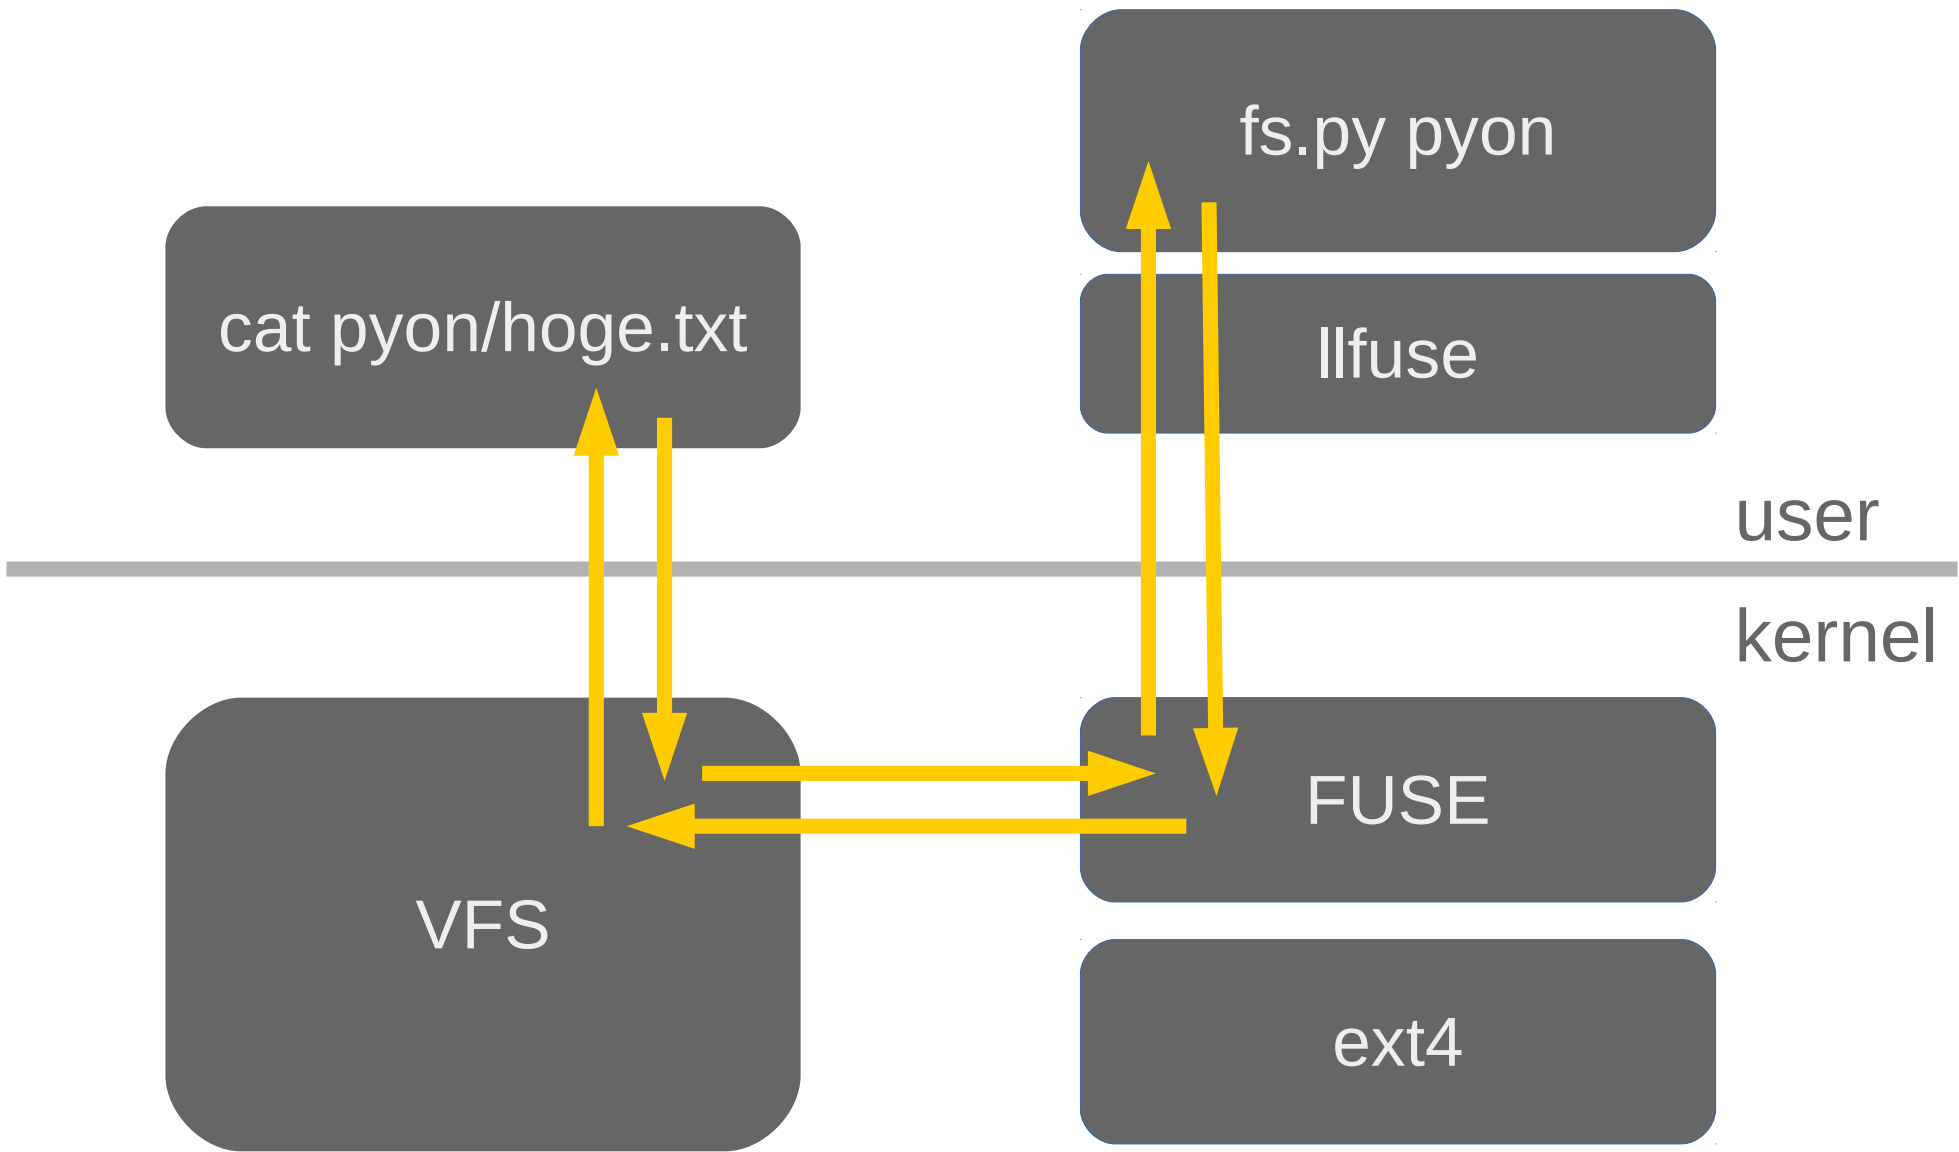 fs.py pyon
cat pyon/hoge.txt
llfuse
user
kernel
FUSE
VFS
ext4